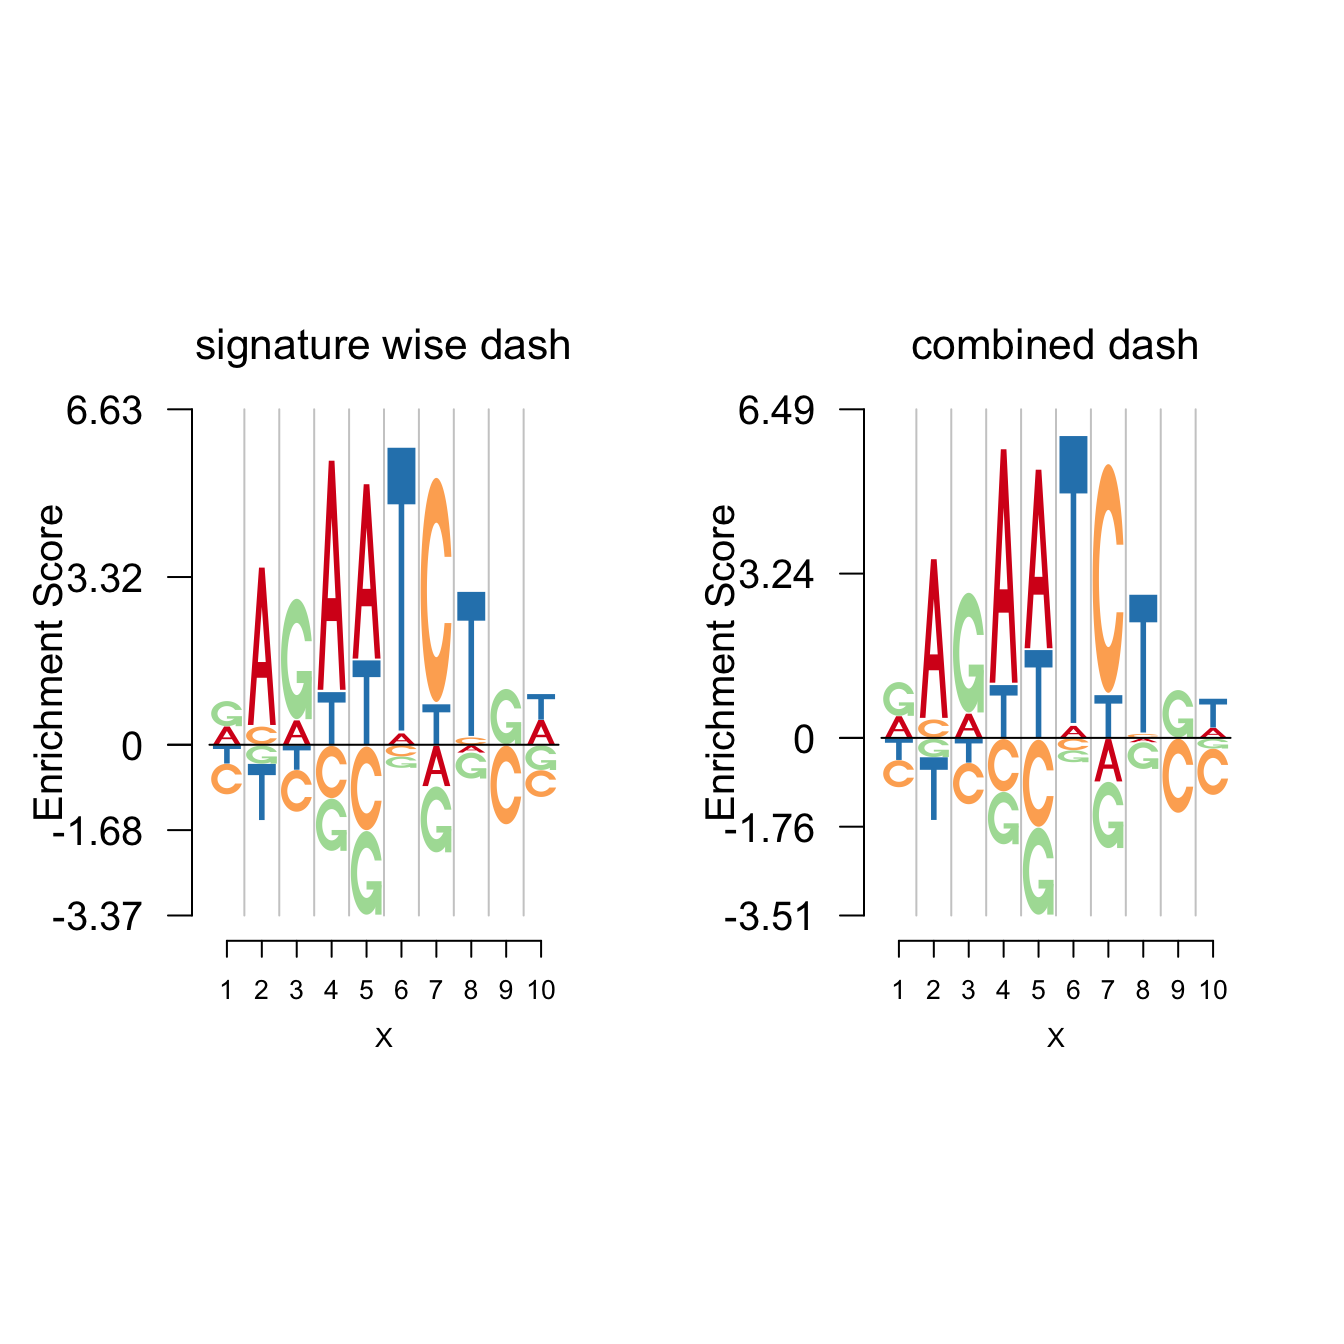 signature wise dash
6.63
3.32
0
-1.68
-3.37
Enrichment Score
G A T C
A C G T
G A T C
A T C G
A T C G
T A C G
C T A G
T C A G
G C
T A G C
1 2 3 4 5 6 7 8 9 10
X
combined dash
6.49
3.24
0
-1.76
-3.51
Enrichment Score
G A T C
A C G T
G A T C
A T C G
A T C G
T A C G
C T A G
T C A G
G C
T A G C
1 2 3 4 5 6 7 8 9 10
X